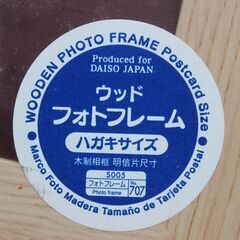 WOODEN PHOTO FRAME Postcard Size
Produced for
DAISO JAPAN
ウッド
フォトフレーム
ハガキサイズ
木制相框 明信片尺寸
S005
フォトフレーム
Photo frame
No.
707
Marco Foto Madera Tamaño de Tarjeta Postal